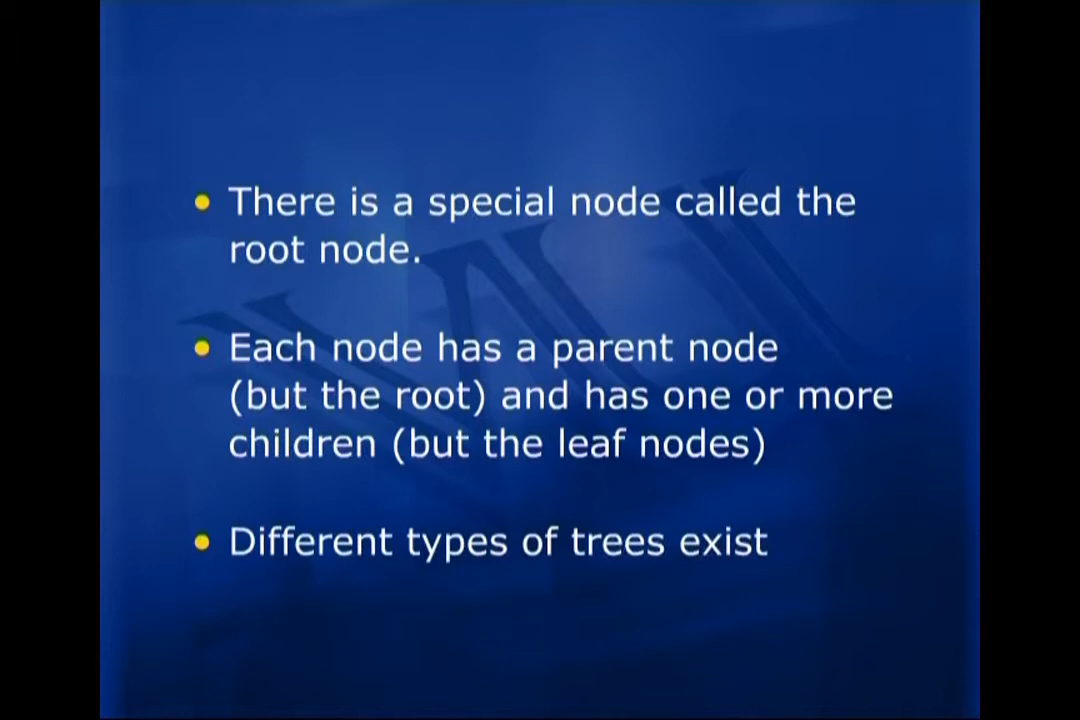 • There is a special node called the
root node.
• Each node has a parent node
(but the root) and has one or more
children (but the leaf nodes)
• Different types of trees exist